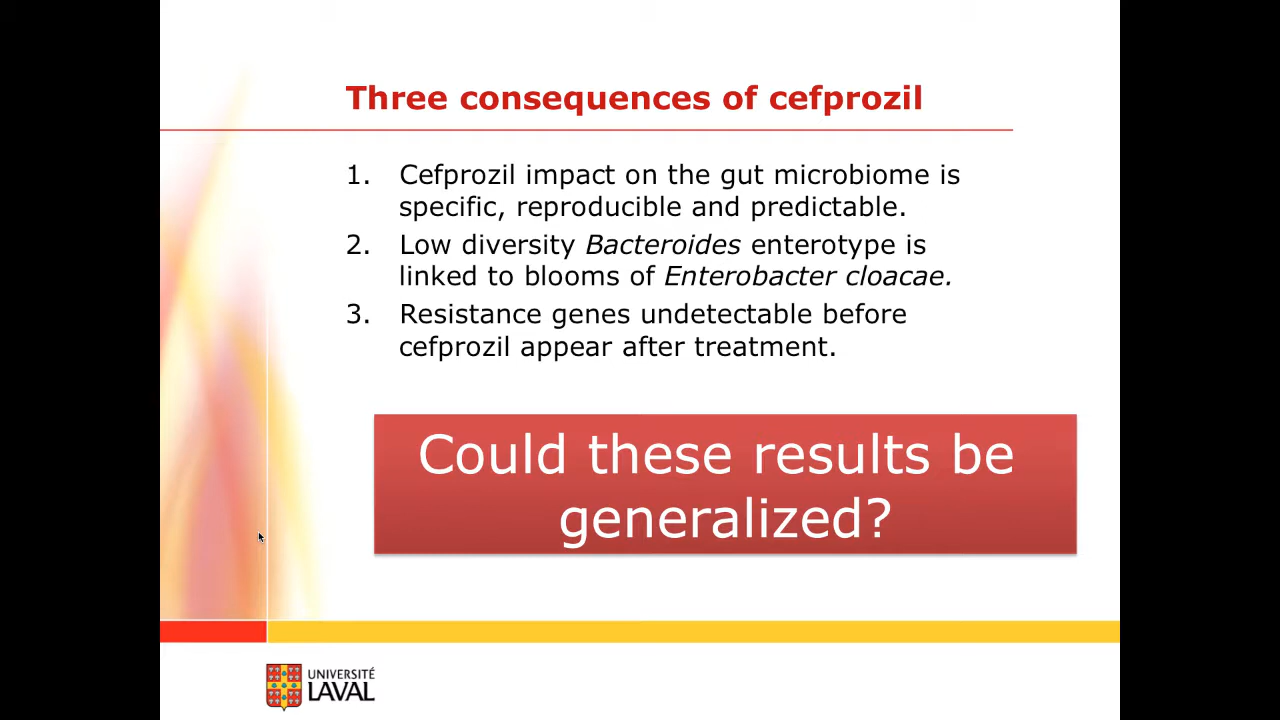 Three consequences of cefprozil
1. Cefprozil impact on the gut microbiome is
specific, reproducible and predictable.
2. Low diversity Bacteroides enterotype is
linked to blooms of Enterobacter cloacae.
3. Resistance genes undetectable before
cefprozil appear after treatment.
Could these results be
generalized?
UNIVERSITÉ
LAVAL